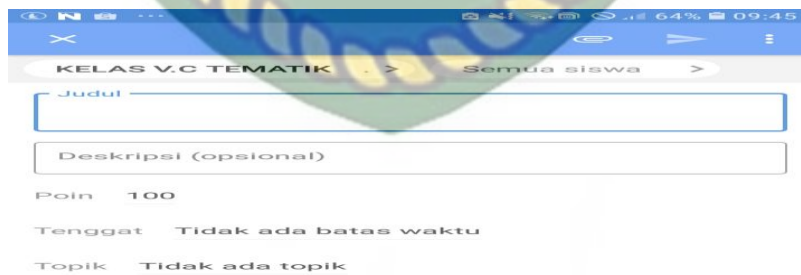 64% 09:45
KELAS V.C TEMATIK . > Semua siswa >
Judul
Deskripsi (opsional)
Poin 100
Tenggat Tidak ada batas waktu
Topik Tidak ada topik